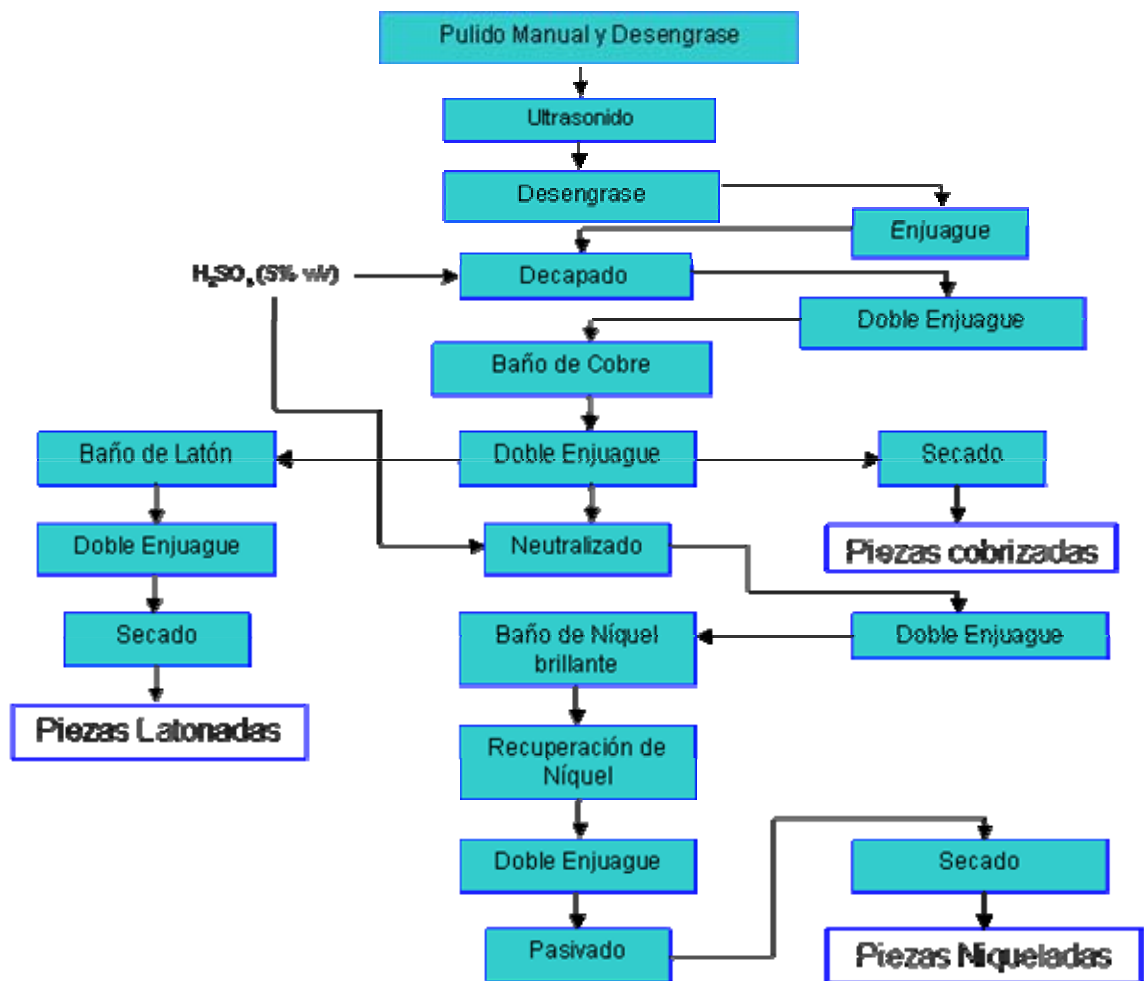 Pulido Manual y Desengrase
Ultrasonido
Desengrase
Enjuague
Decapado
Doble Enjuague
Baño de Cobre
Baño de Latón
Doble Enjuague
Secado
Doble Enjuague
Neutralizado
Piezas cobrizadas
Secado
Baño de Níquel
brillante
Doble Enjuague
Piezas Latonadas
Recuperación de
Níquel
Doble Enjuague
Secado
Pasivado
Piezas Niqueladas